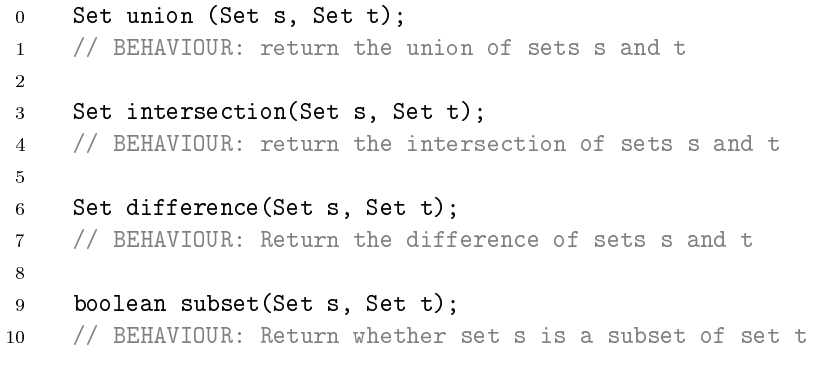 0 Set union (Set s, Set t);
1 // BEHAVIOUR: return the union of sets s and t
2
3 Set intersection(Set s, Set t);
4 // BEHAVIOUR: return the intersection of sets s and t
5
6 Set difference(Set s, Set t);
7 // BEHAVIOUR: Return the difference of sets s and t
8
9 boolean subset(Set s, Set t);
10 // BEHAVIOUR: Return whether set s is a subset of set t